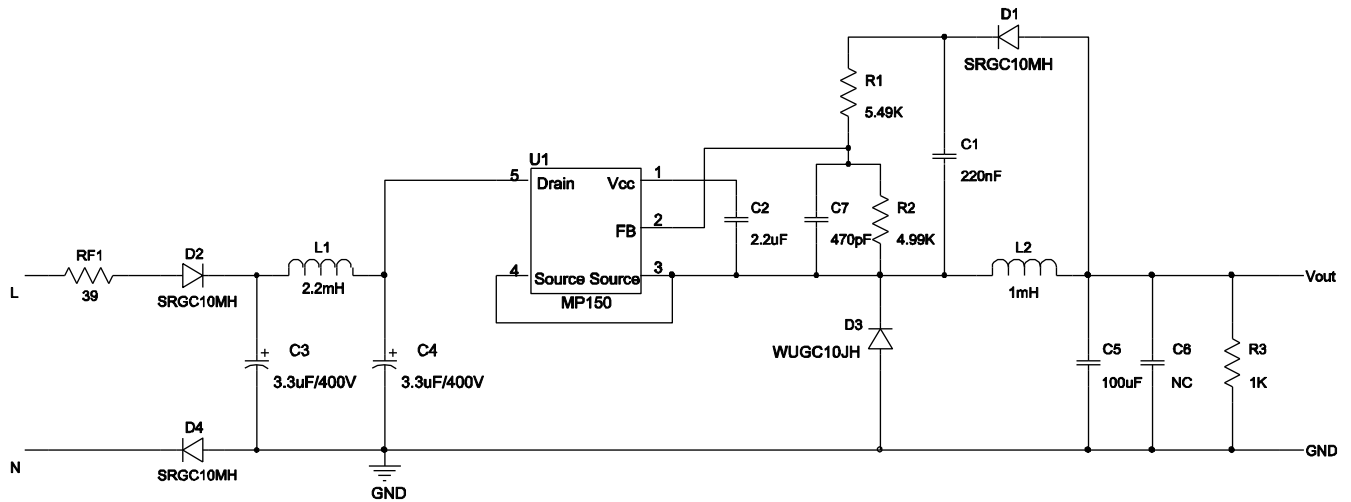 D1
SRGC10MH
R1
5.49K
C1
220nF
U1
5
Drain
Vcc
1
FB
2
4
Source Source
3
MP150
C2
2.2uF
C7
470pF
R2
4.99K
L
RF1
39
D2
SRGC10MH
L1
2.2mH
L2
1mH
Vout
D3
WUGC10JH
C3
+
3.3uF/400V
C4
+
3.3uF/400V
C5
100uF
C6
NC
R3
1K
N
D4
SRGC10MH
GND
GND